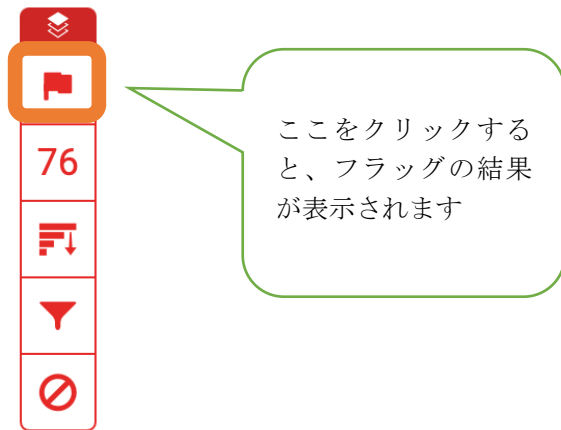 76
ここをクリックする
と、フラッグの結果
が表示されます